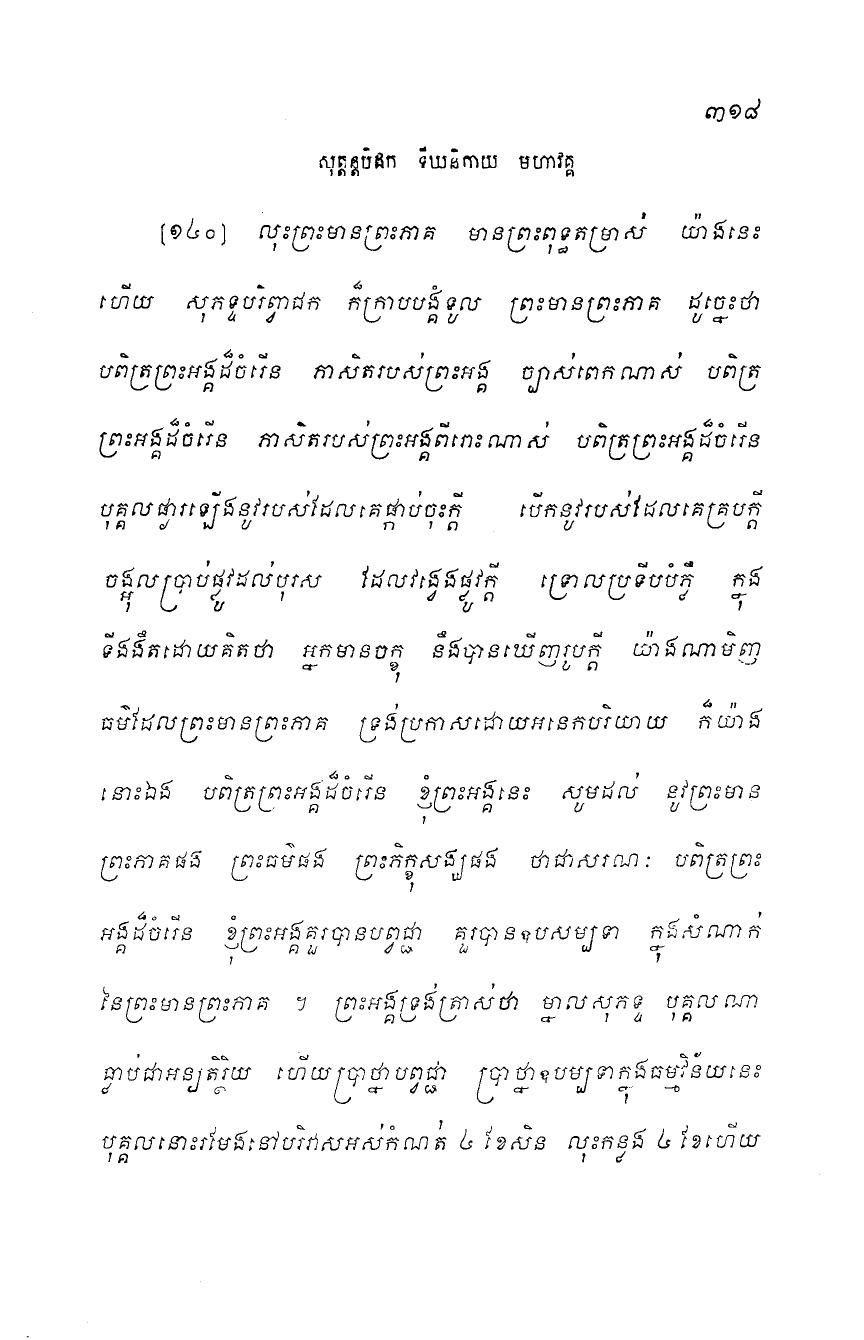 ៣១៨
សុត្តន្តបិដក ទីឃនិកាយ មហាវគ្គ
[១៤០] លុះព្រះមានព្រះភាគ មានព្រះពុទ្ធតម្រាស់ យ៉ាងនេះ
ហើយ សុភទ្ទបរិព្វាជក ក៏ក្រាបបង្គំទូល ព្រះមានព្រះភាគ ដូច្នេះថា
បពិត្រព្រះអង្គដ៏ចំរើន ភាសិតរបស់ព្រះអង្គ ច្បាស់ពេកណាស់ បពិត្រ
ព្រះអង្គដ៏ចំរើន ភាសិតរបស់ព្រះអង្គពីរោះណាស់ បពិត្រព្រះអង្គដ៏ចំរើន
បុគ្គលផ្ងារឡើងនូវរបស់ដែលគេផ្កាប់ចុះក្តី បើកនូវរបស់ដែលគេគ្របក្តី
ចង្អុលប្រាប់ផ្លូវដល់បុរស ដែលវង្វេងផ្លូវក្តី ទ្រោលប្រទីបបំភ្លឺ ក្នុង
ទីងងឹតដោយគិតថា អ្នកមានចក្ខុ នឹងបានឃើញរូបក្តី យ៉ាងណាមិញ
ធម៌ដែលព្រះមានព្រះភាគ ទ្រង់ប្រកាសដោយអនេកបរិយាយ ក៏យ៉ាង
នោះឯង បពិត្រព្រះអង្គដ៏ចំរើន ខ្ញុំព្រះអង្គនេះ សូមដល់ នូវព្រះមាន
ព្រះភាគផង ព្រះធម៌ផង ព្រះភិក្ខុសង្ឃផង ថាជាសរណៈ បពិត្រព្រះ
អង្គដ៏ចំរើន ខ្ញុំព្រះអង្គគួរបានបព្វជ្ជា គួរបានឧបសម្បទា ក្នុងសំណាក់
នៃព្រះមានព្រះភាគ ។ ព្រះអង្គទ្រង់ត្រាស់ថា ម្នាលសុភទ្ទ បុគ្គលណា
ធ្លាប់ជាអន្យតិរ្ថិយ ហើយប្រាថ្នាបព្វជ្ជា ប្រាថ្នាឧបម្បទាក្នុងធម្មវិន័យនេះ
បុគ្គលនោះរមែងនៅបរិវាសអស់កំណត់ ៤ ខែសិន លុះកន្លង ៤ ខែហើយ